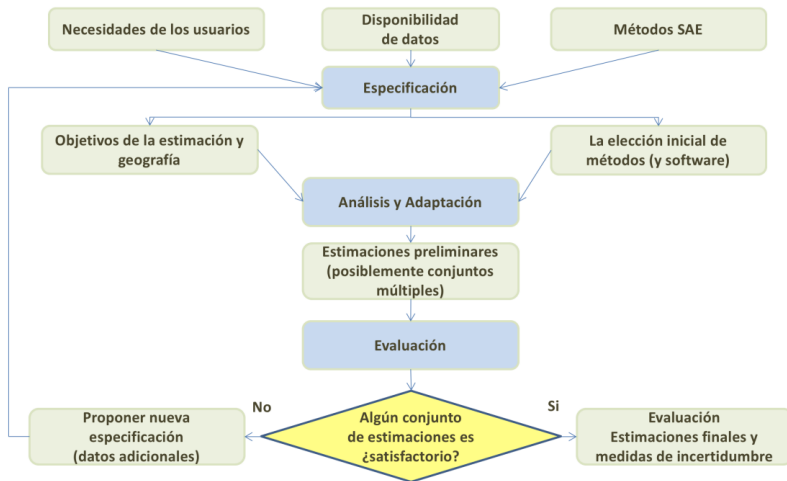 Necesidades de los usuarios
Disponibilidad
de datos
Métodos SAE
Especificación
Objetivos de la estimación y
geografía
La elección inicial de
métodos (y software)
Análisis y Adaptación
Estimaciones preliminares
(posiblemente conjuntos
múltiples)
Evaluación
Algún conjunto
de estimaciones es
¿satisfactorio?
No
Si
Proponer nueva
especificación
(datos adicionales)
Evaluación
Estimaciones finales y
medidas de incertidumbre